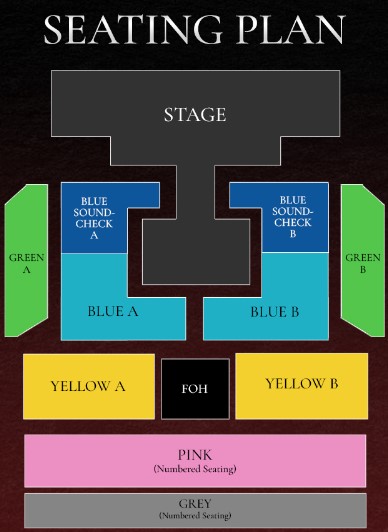 SEATING PLAN
STAGE
BLUE
SOUND-
CHECK
A
BLUE
SOUND-
CHECK
B
GREEN
A
GREEN
B
BLUE A
BLUE B
YELLOW A
FOH
YELLOW B
PINK
(Numbered Seating)
GREY
(Numbered Seating)